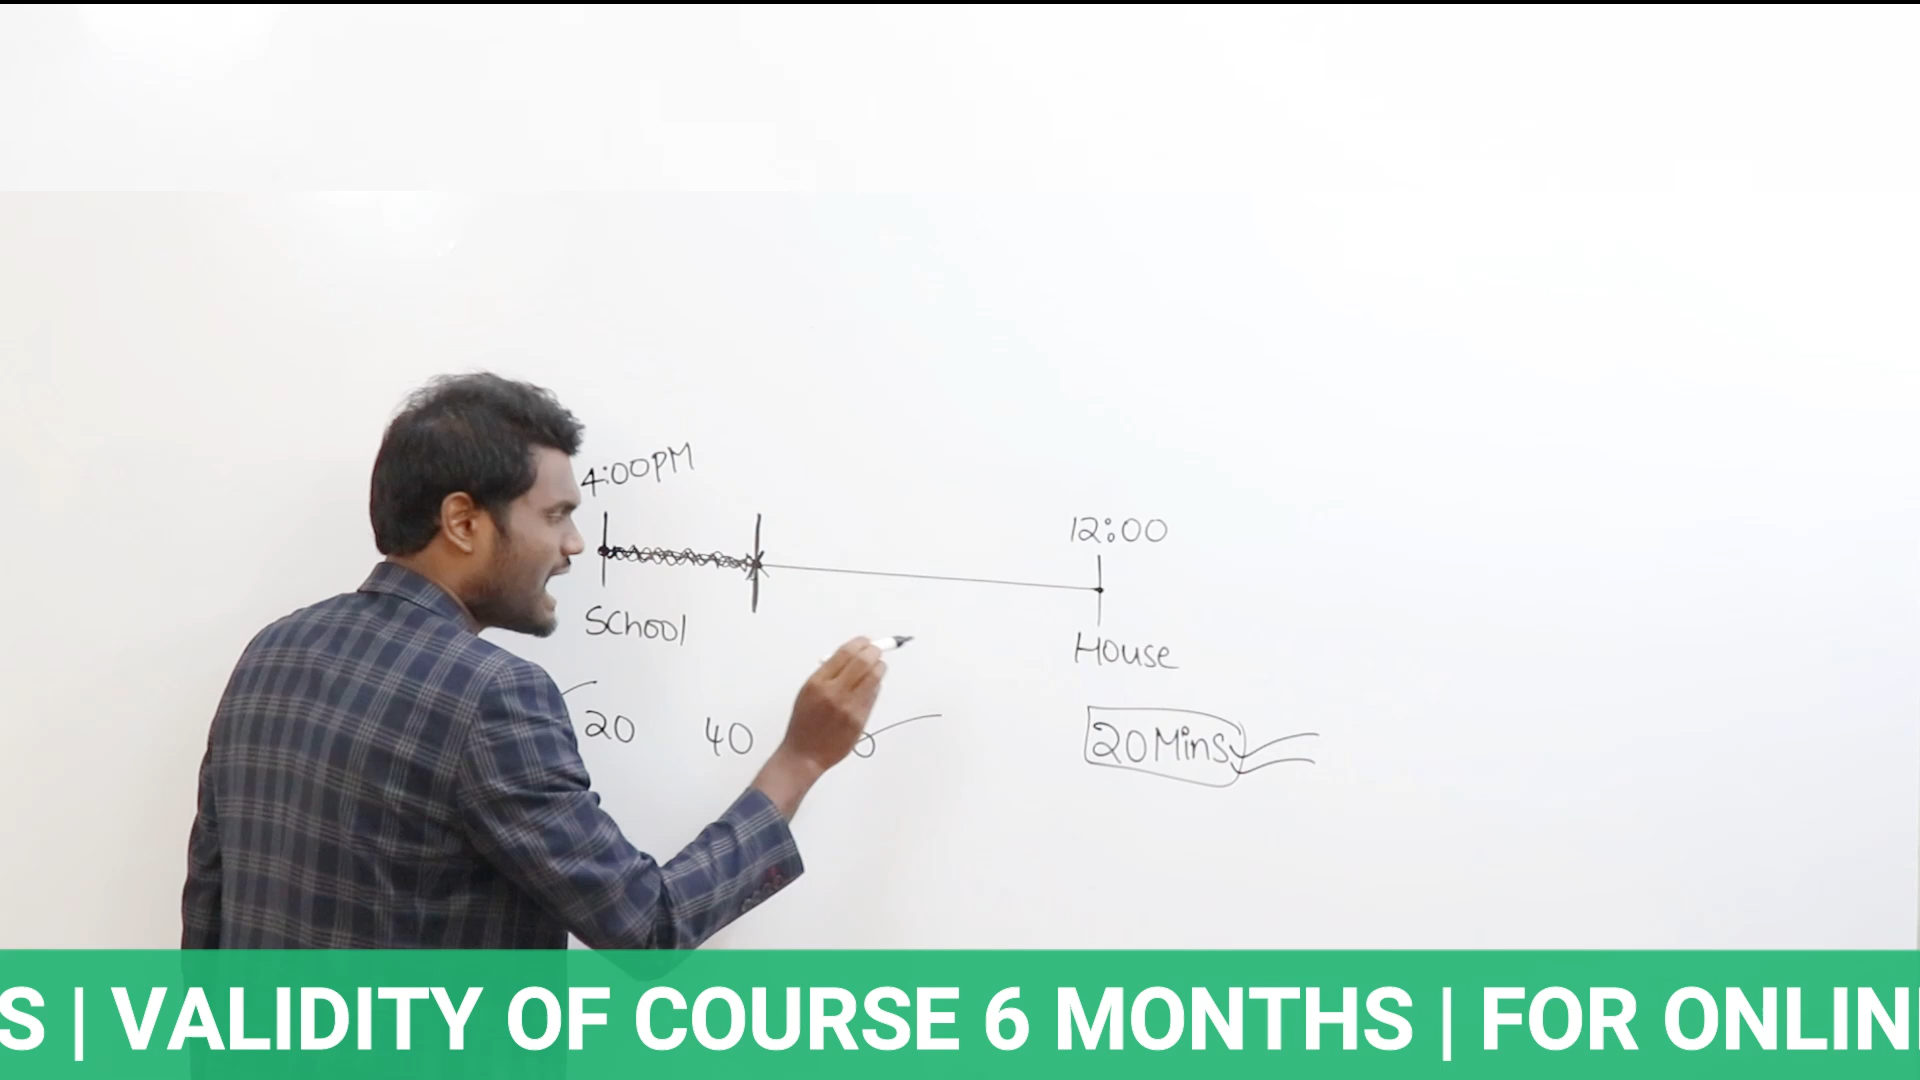 4:00PM
12:00
School
House
20 40
20Mins
S | VALIDITY OF COURSE 6 MONTHS | FOR ONLIN